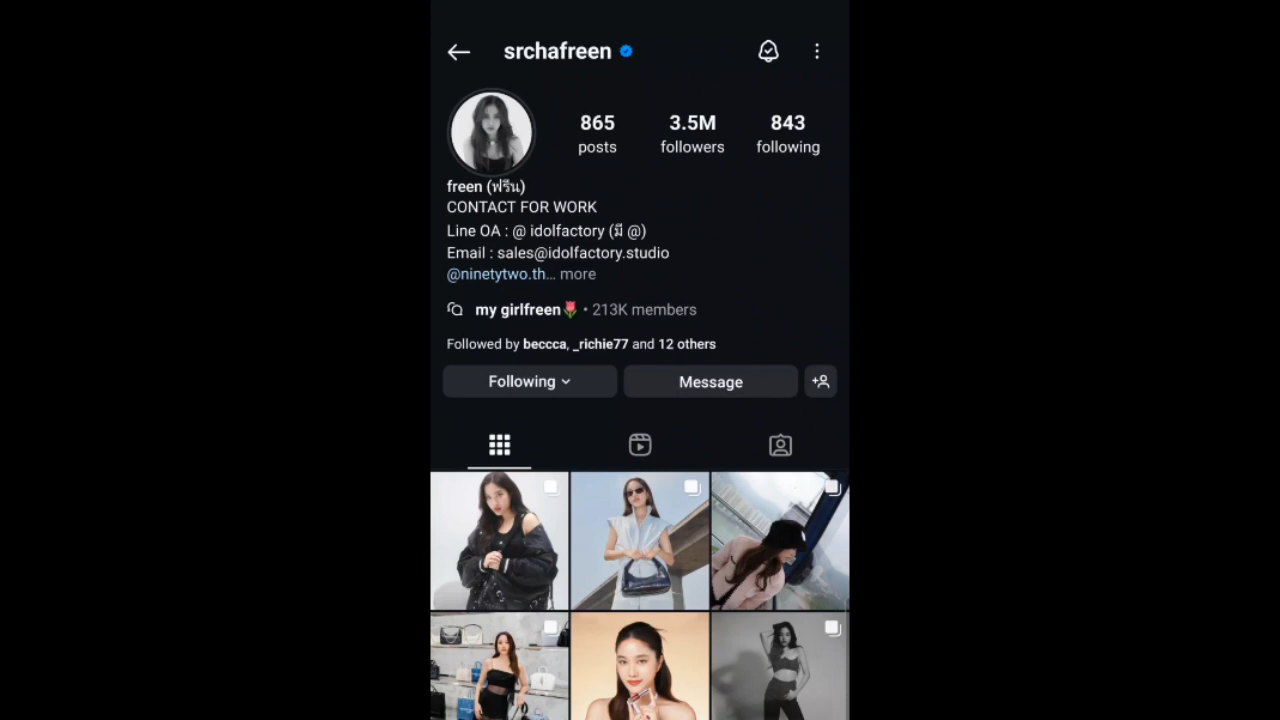 srchafreen
865 3.5M 843
posts followers following
freen (ฟรีน)
CONTACT FOR WORK
Line OA : @ idolfactory (มี @)
Email : sales@idolfactory.studio
@ninetytwo.th... more
my girlfreen🌷 • 213K members
Followed by beccca, _richie77 and 12 others
Following Message